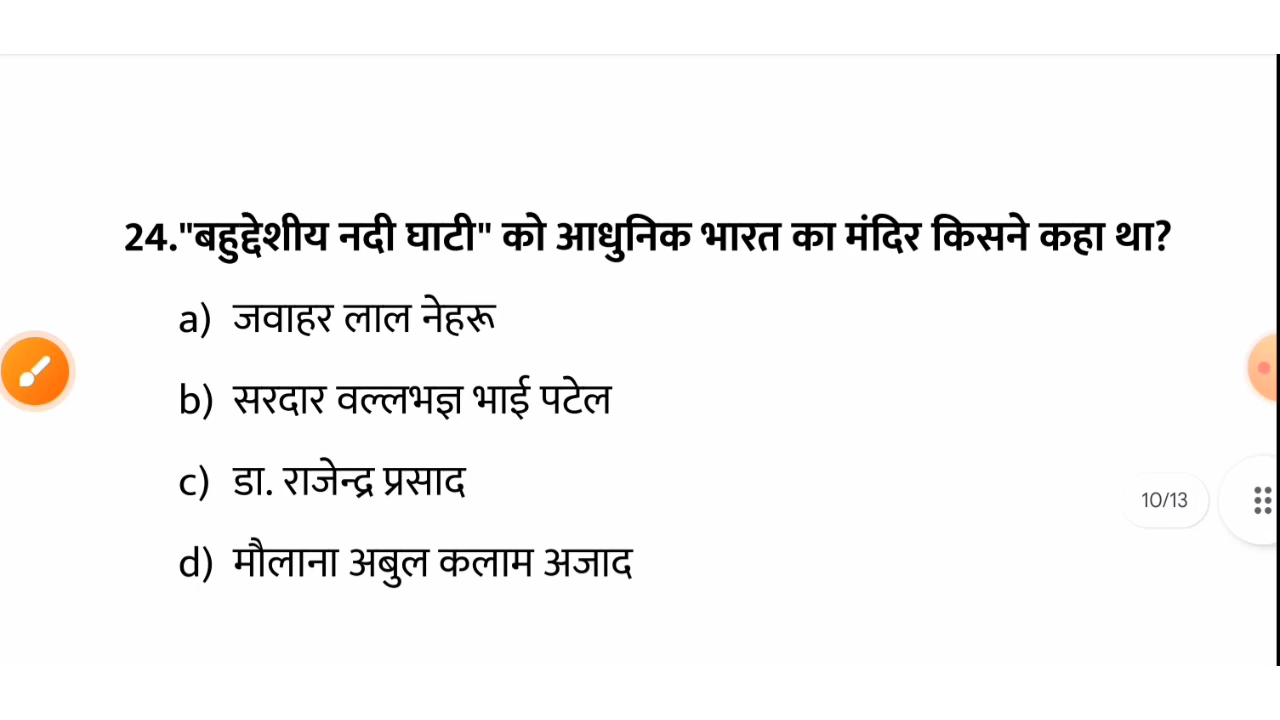 24."बहुद्देशीय नदी घाटी" को आधुनिक भारत का मंदिर किसने कहा था?
a) जवाहर लाल नेहरू
b) सरदार वल्लभज्ञ भाई पटेल
c) डा. राजेन्द्र प्रसाद
10/13
d) मौलाना अबुल कलाम अजाद